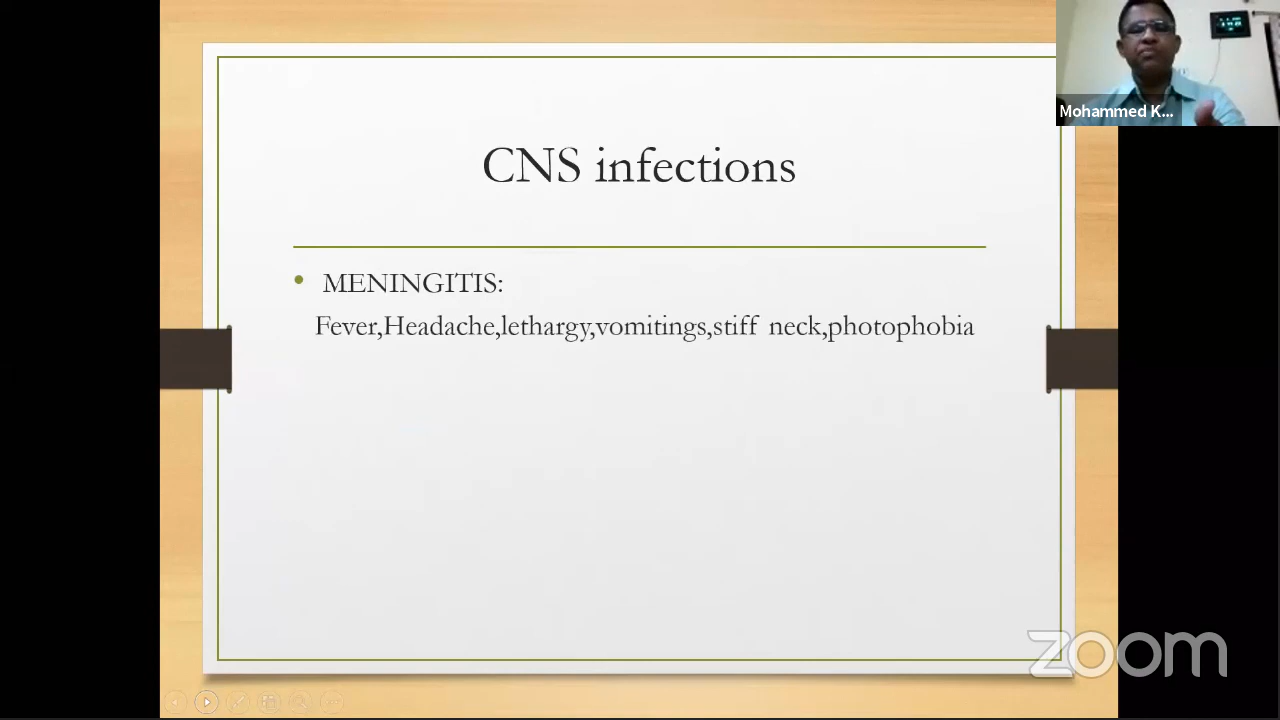 Mohammed K...
CNS infections
• MENINGITIS:
Fever,Headache,lethargy,vomitings,stiff neck,photophobia
zoom